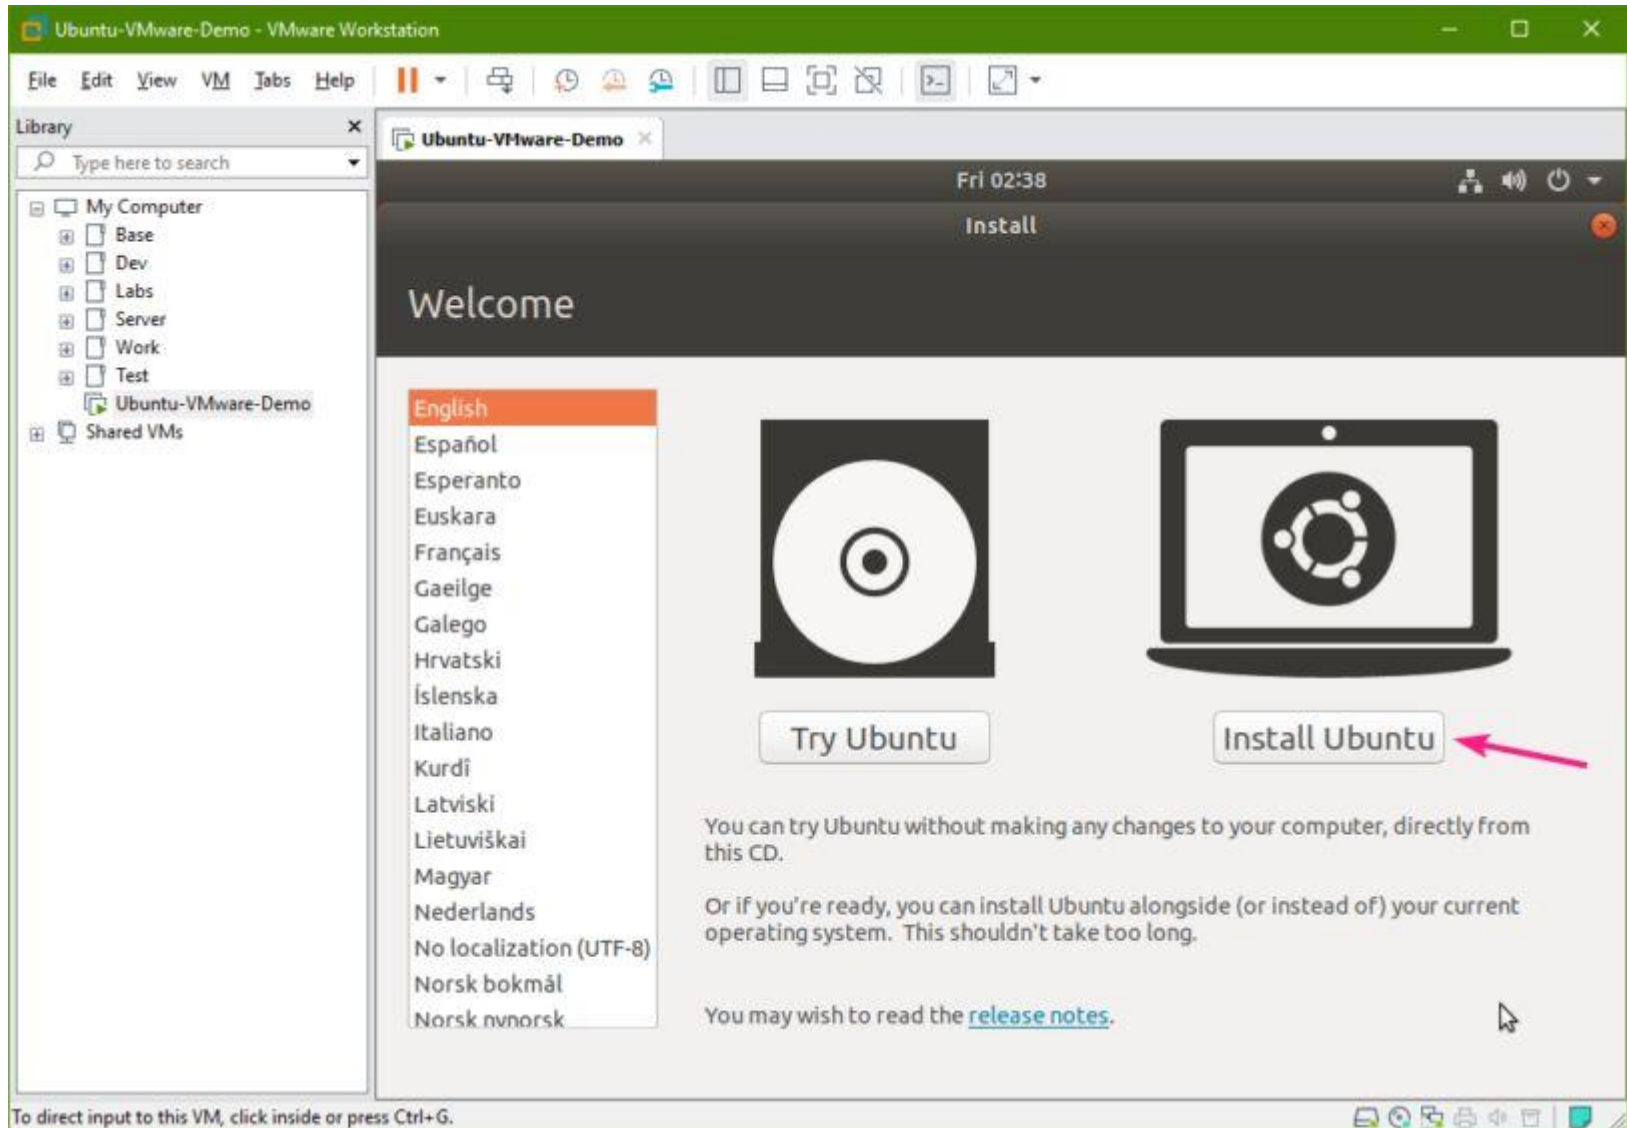 Ubuntu-VMware-Demo - VMware Workstation
File Edit View VM Tabs Help
Library
Type here to search
My Computer
Base
Dev
Labs
Server
Work
Test
Ubuntu-VMware-Demo
Shared VMs
Ubuntu-VMware-Demo
Fri 02:38
Install
Welcome
English
Español
Esperanto
Euskara
Français
Gaeilge
Galego
Hrvatski
Íslenska
Italiano
Kurdî
Latviski
Lietuviškai
Magyar
Nederlands
No localization (UTF-8)
Norsk bokmål
Norsk nynorsk
Try Ubuntu
Install Ubuntu
You can try Ubuntu without making any changes to your computer, directly from
this CD.
Or if you're ready, you can install Ubuntu alongside (or instead of) your current
operating system. This shouldn't take too long.
You may wish to read the release notes.
To direct input to this VM, click inside or press Ctrl+G.